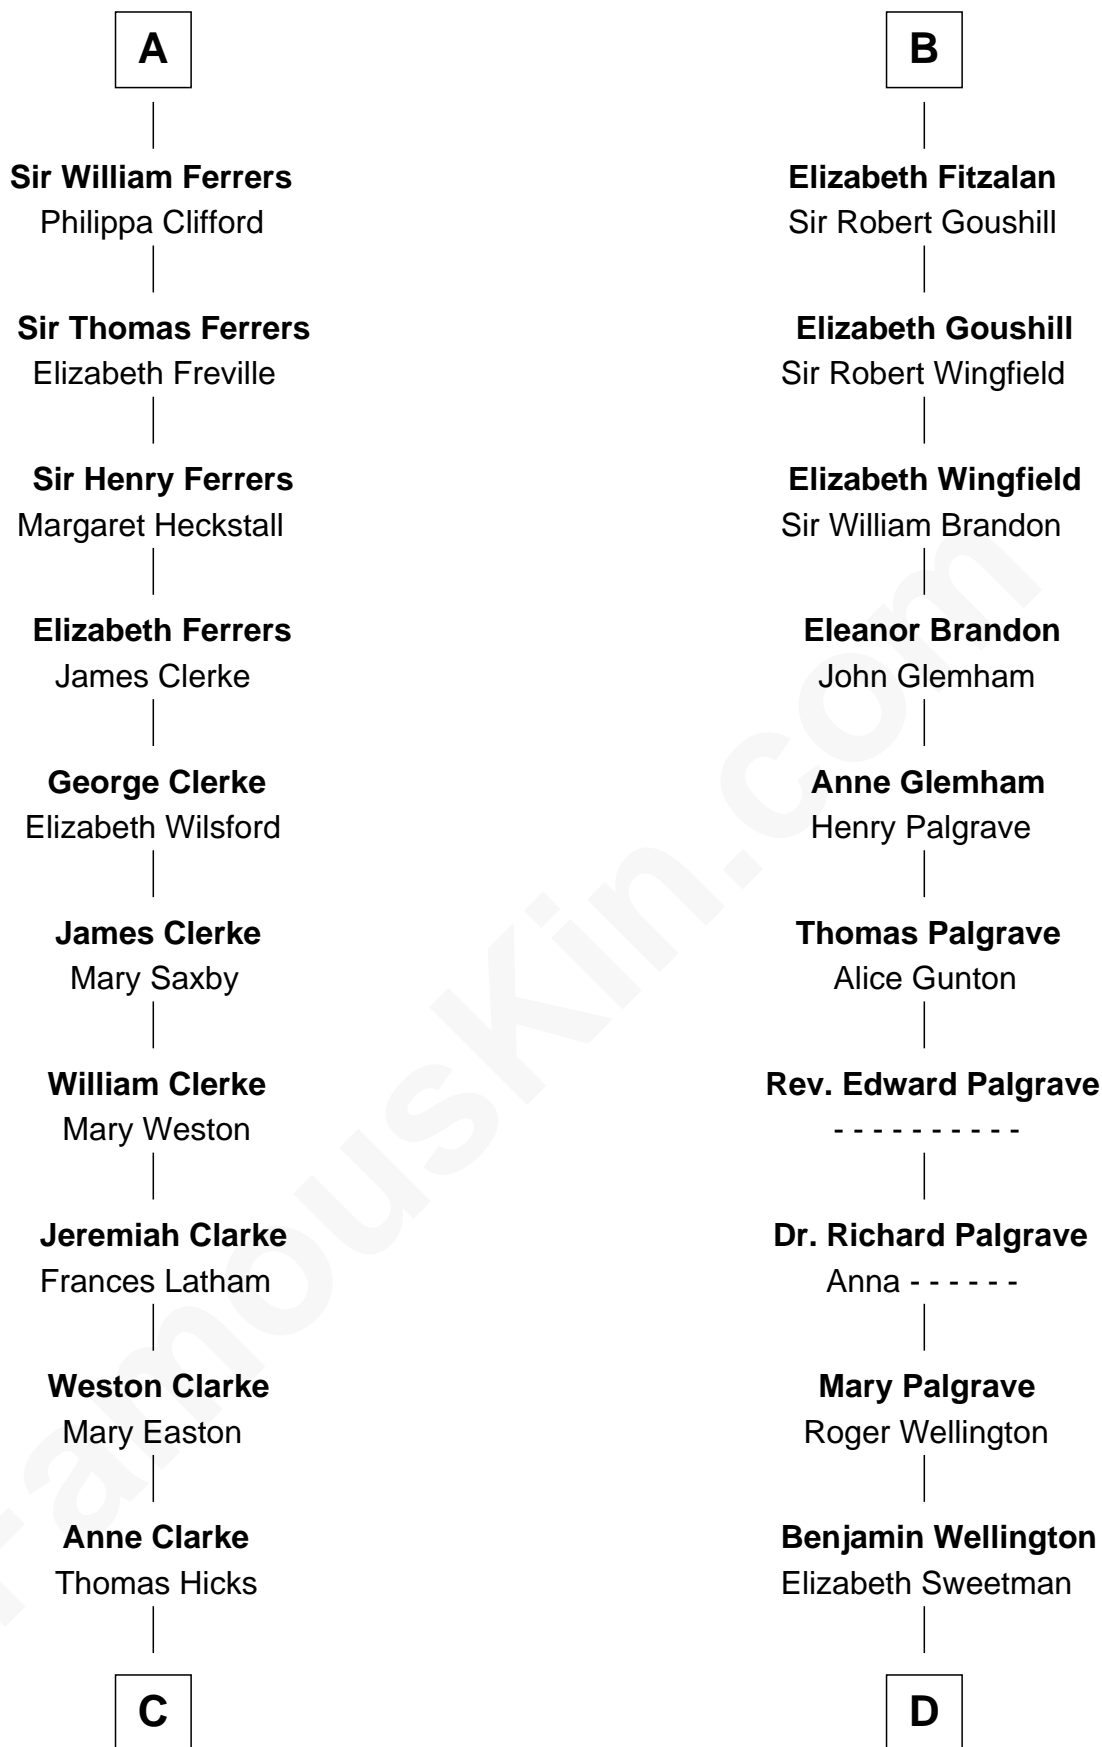 A
Sir William Ferrers
Philippa Clifford
Sir Thomas Ferrers
Elizabeth Freville
Sir Henry Ferrers
Margaret Heckstall
Elizabeth Ferrers
James Clerke
George Clerke
Elizabeth Wilsford
James Clerke
Mary Saxby
William Clerke
Mary Weston
Jeremiah Clarke
Frances Latham
Weston Clarke
Mary Easton
Anne Clarke
Thomas Hicks
C
B
Elizabeth Fitzalan
Sir Robert Goushill
Elizabeth Goushill
Sir Robert Wingfield
Elizabeth Wingfield
Sir William Brandon
Eleanor Brandon
John Glemham
Anne Glemham
Henry Palgrave
Thomas Palgrave
Alice Gunton
Rev. Edward Palgrave
- - - - - - - - - -
Dr. Richard Palgrave
Anna - - - - - -
Mary Palgrave
Roger Wellington
Benjamin Wellington
Elizabeth Sweetman
D
FamousKin.com